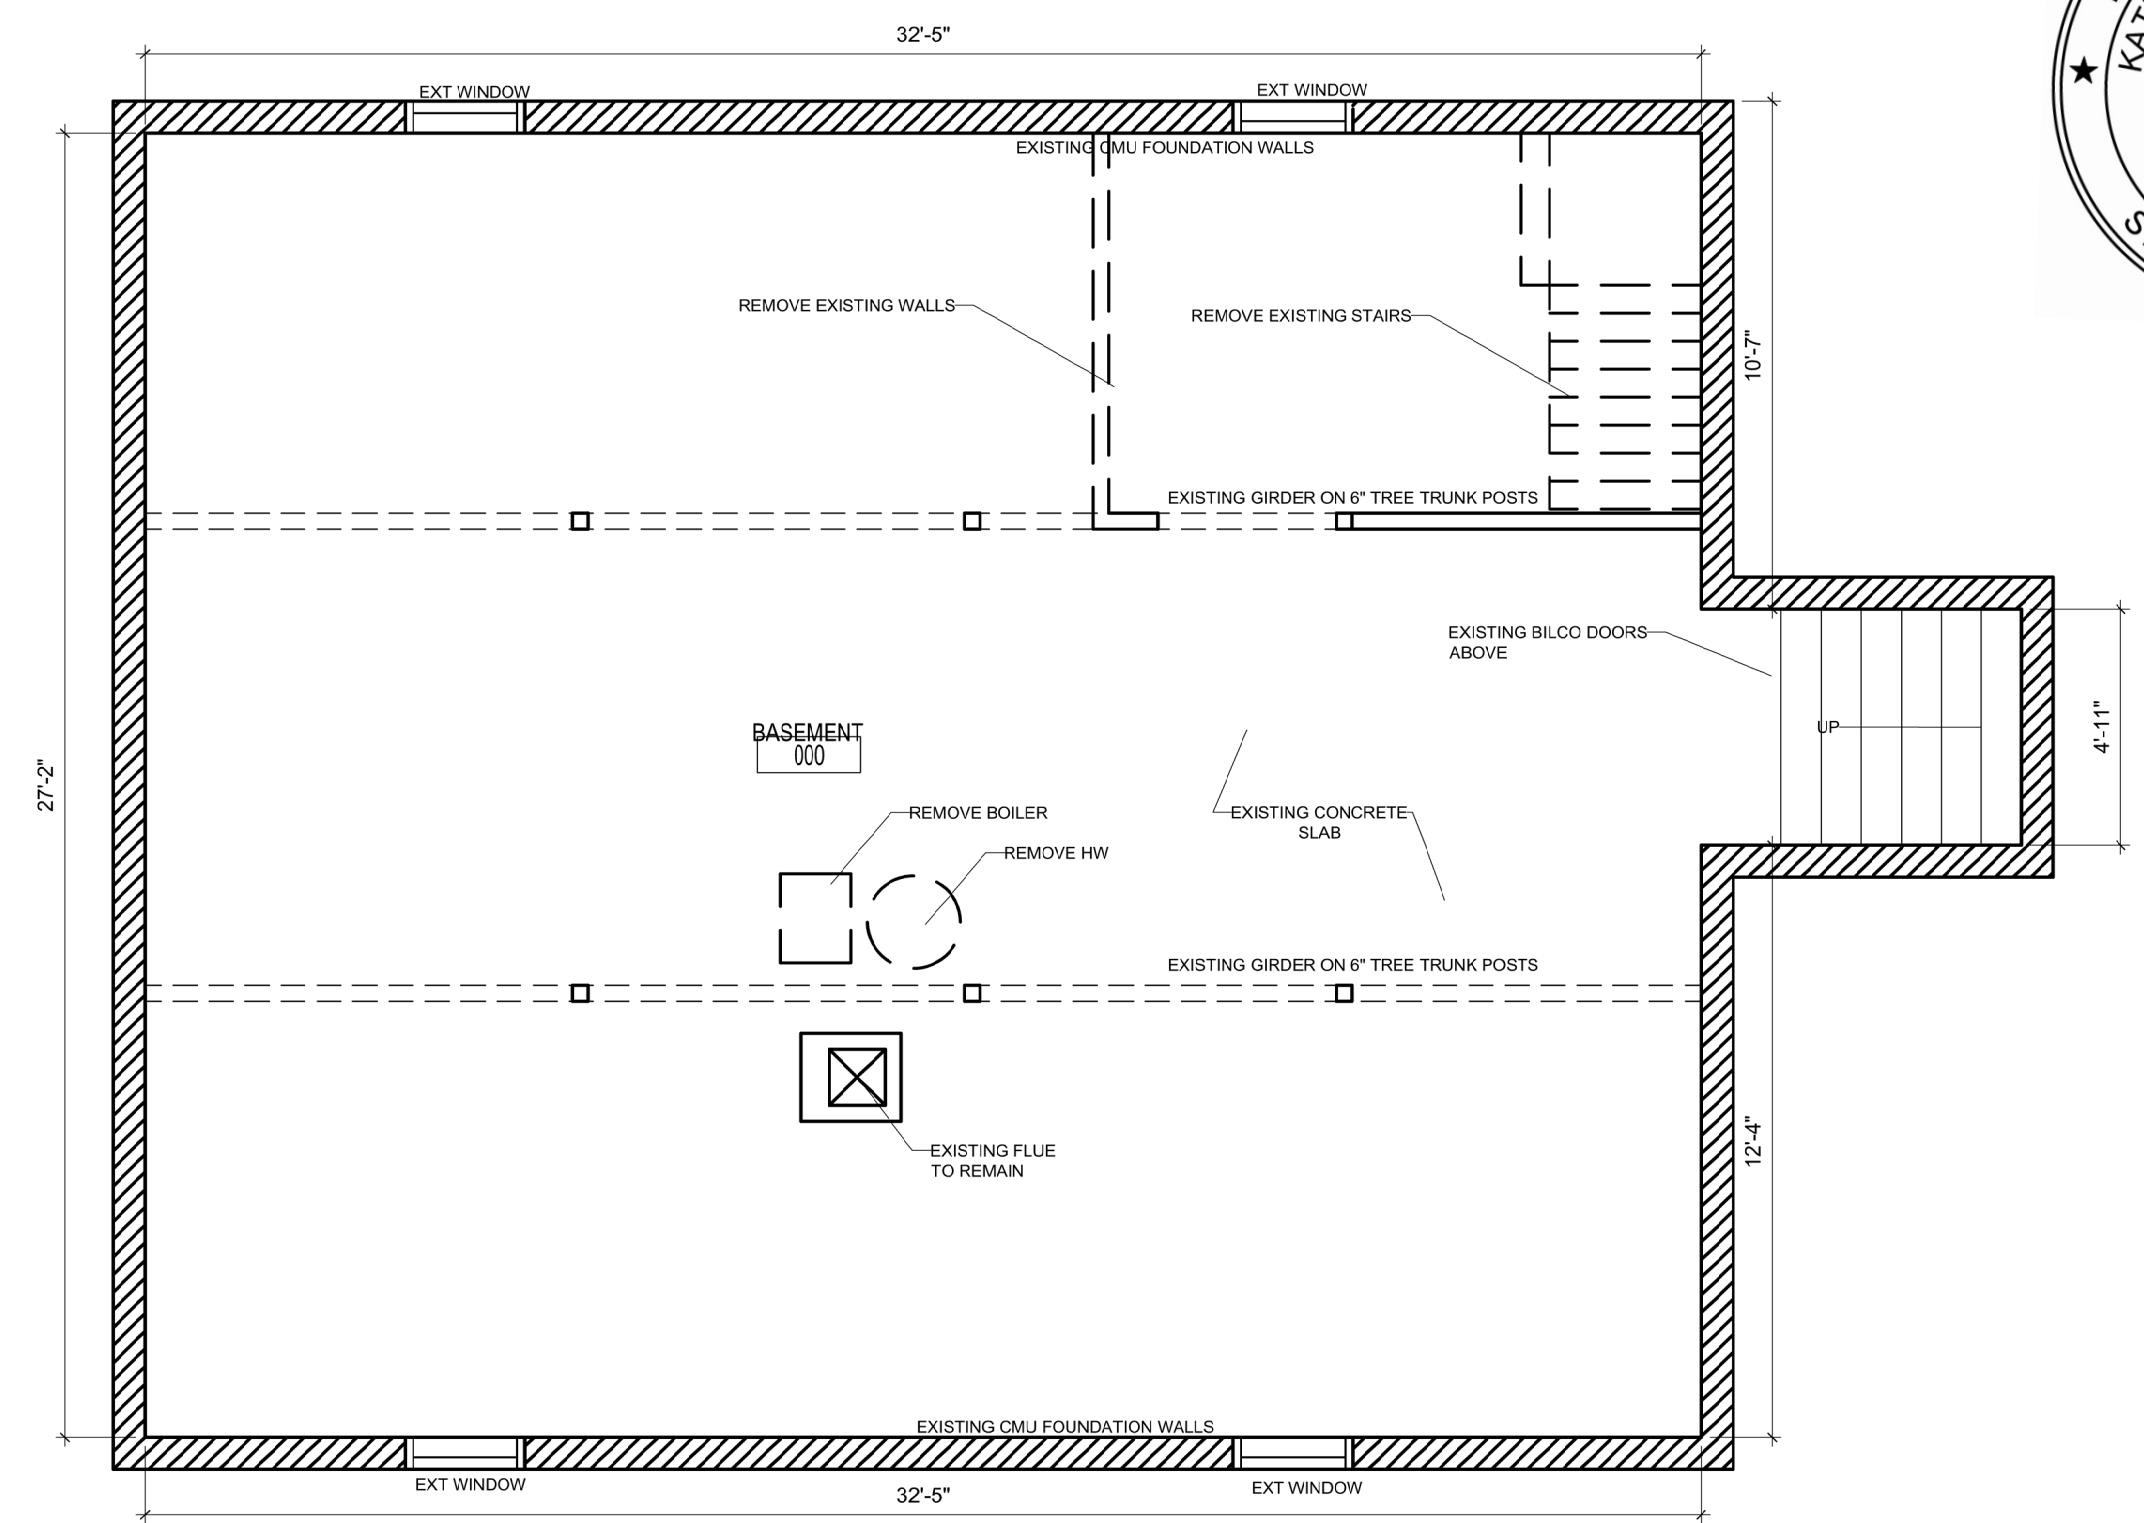 32'-5"
EXT WINDOW
EXT WINDOW
EXISTING CMU FOUNDATION WALLS
REMOVE EXISTING WALLS
REMOVE EXISTING STAIRS
10'-7"
EXISTING GIRDER ON 6" TREE TRUNK POSTS
EXISTING BILCO DOORS
ABOVE
UP
4'-11"
27'-2"
BASEMENT
000
REMOVE BOILER
REMOVE HW
EXISTING CONCRETE
SLAB
EXISTING GIRDER ON 6" TREE TRUNK POSTS
12'-4"
EXISTING FLUE
TO REMAIN
EXISTING CMU FOUNDATION WALLS
EXT WINDOW
EXT WINDOW
32'-5"